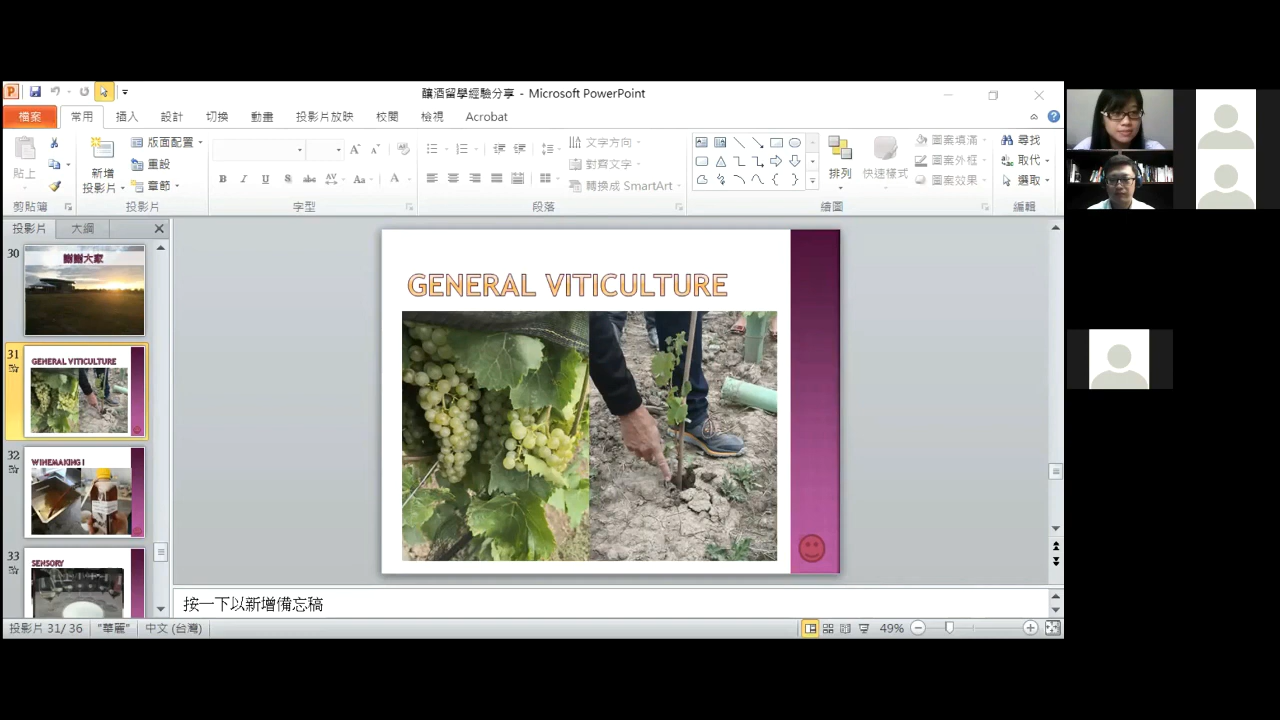 釀酒留學經驗分享 - Microsoft PowerPoint
檔案 常用 插入 設計 切換 動畫 投影片放映 校閱 檢視 Acrobat
貼上
剪貼簿
新增
投影片
版面配置
重設
章節
投影片
B I U S abc AV Aa A
字型
文字方向
對齊文字
轉換成 SmartArt
段落
排列
快速樣式
圖案填滿
圖案外框
圖案效果
繪圖
尋找
取代
選取
編輯
投影片 大綱
30
謝謝大家
31
GENERAL VITICULTURE
32
WINEMAKING I
33
SENSORY
GENERAL VITICULTURE
按一下以新增備忘稿
投影片 31/ 36 "華麗" 中文 (台灣) 49%